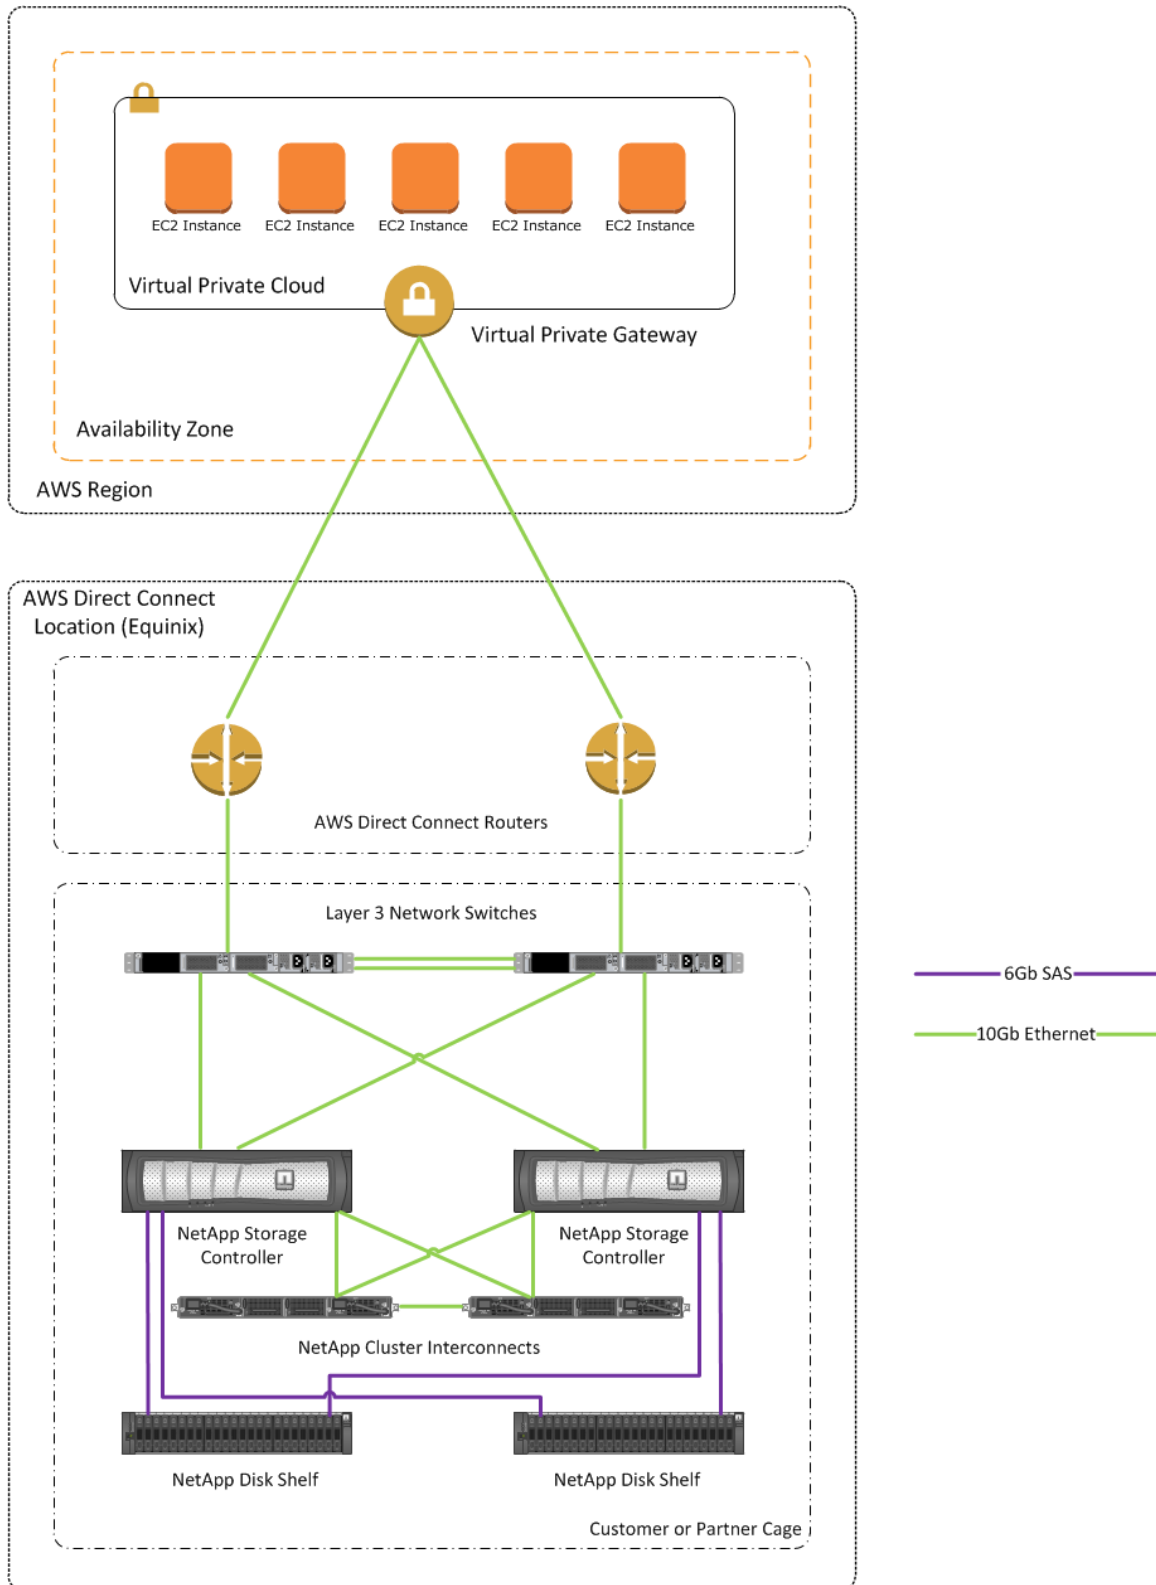 EC2 Instance
EC2 Instance
EC2 Instance
EC2 Instance
EC2 Instance
Virtual Private Cloud
Virtual Private Gateway
Availability Zone
AWS Region
AWS Direct Connect
Location (Equinix)
AWS Direct Connect Routers
Layer 3 Network Switches
6Gb SAS
10Gb Ethernet
NetApp Storage
Controller
NetApp Storage
Controller
NetApp Cluster Interconnects
NetApp Disk Shelf
NetApp Disk Shelf
Customer or Partner Cage